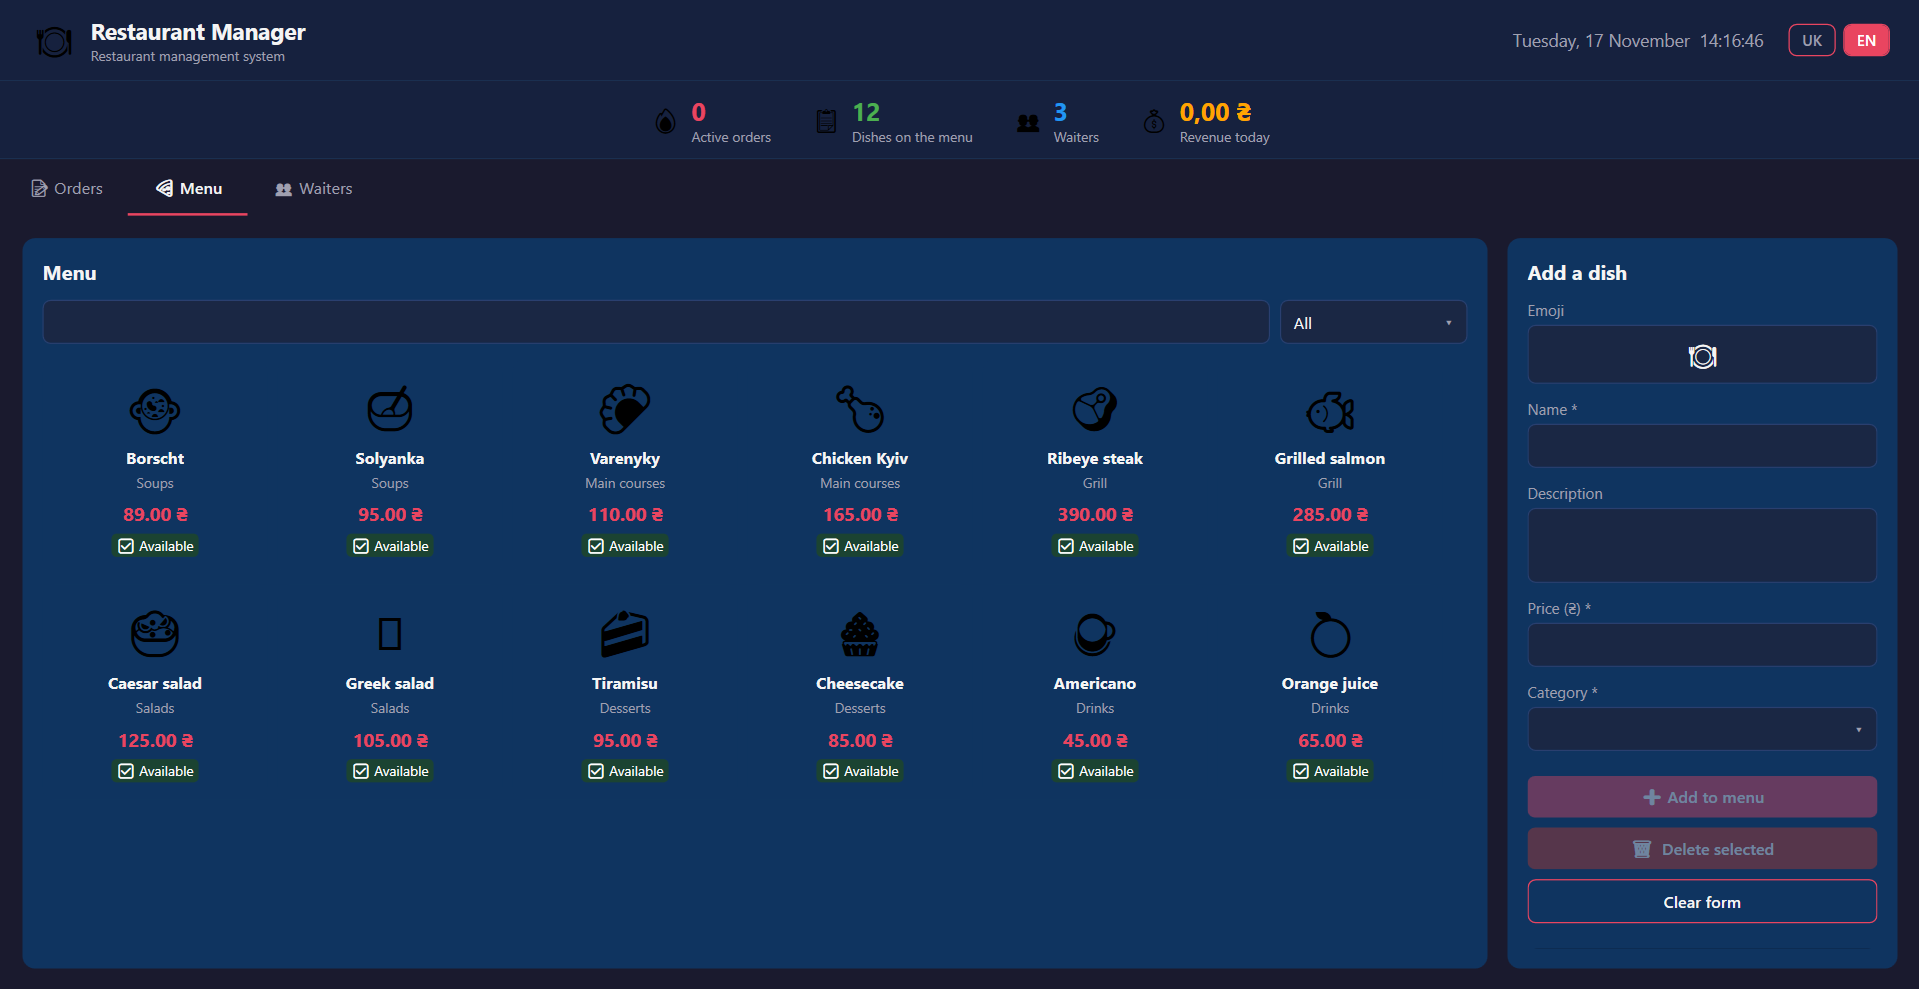 Restaurant Manager
Restaurant management system
Tuesday, 17 November 14:16:46
UK
EN
0
Active orders
12
Dishes on the menu
3
Waiters
0,00 ₴
Revenue today
Orders
Menu
Waiters
Menu
All
Borscht
Soups
89.00 ₴
Available
Solyanka
Soups
95.00 ₴
Available
Varenyky
Main courses
110.00 ₴
Available
Chicken Kyiv
Main courses
165.00 ₴
Available
Ribeye steak
Grill
390.00 ₴
Available
Grilled salmon
Grill
285.00 ₴
Available
Caesar salad
Salads
125.00 ₴
Available
Greek salad
Salads
105.00 ₴
Available
Tiramisu
Desserts
95.00 ₴
Available
Cheesecake
Desserts
85.00 ₴
Available
Americano
Drinks
45.00 ₴
Available
Orange juice
Drinks
65.00 ₴
Available
Add a dish
Emoji
Name *
Description
Price (₴) *
Category *
Add to menu
Delete selected
Clear form